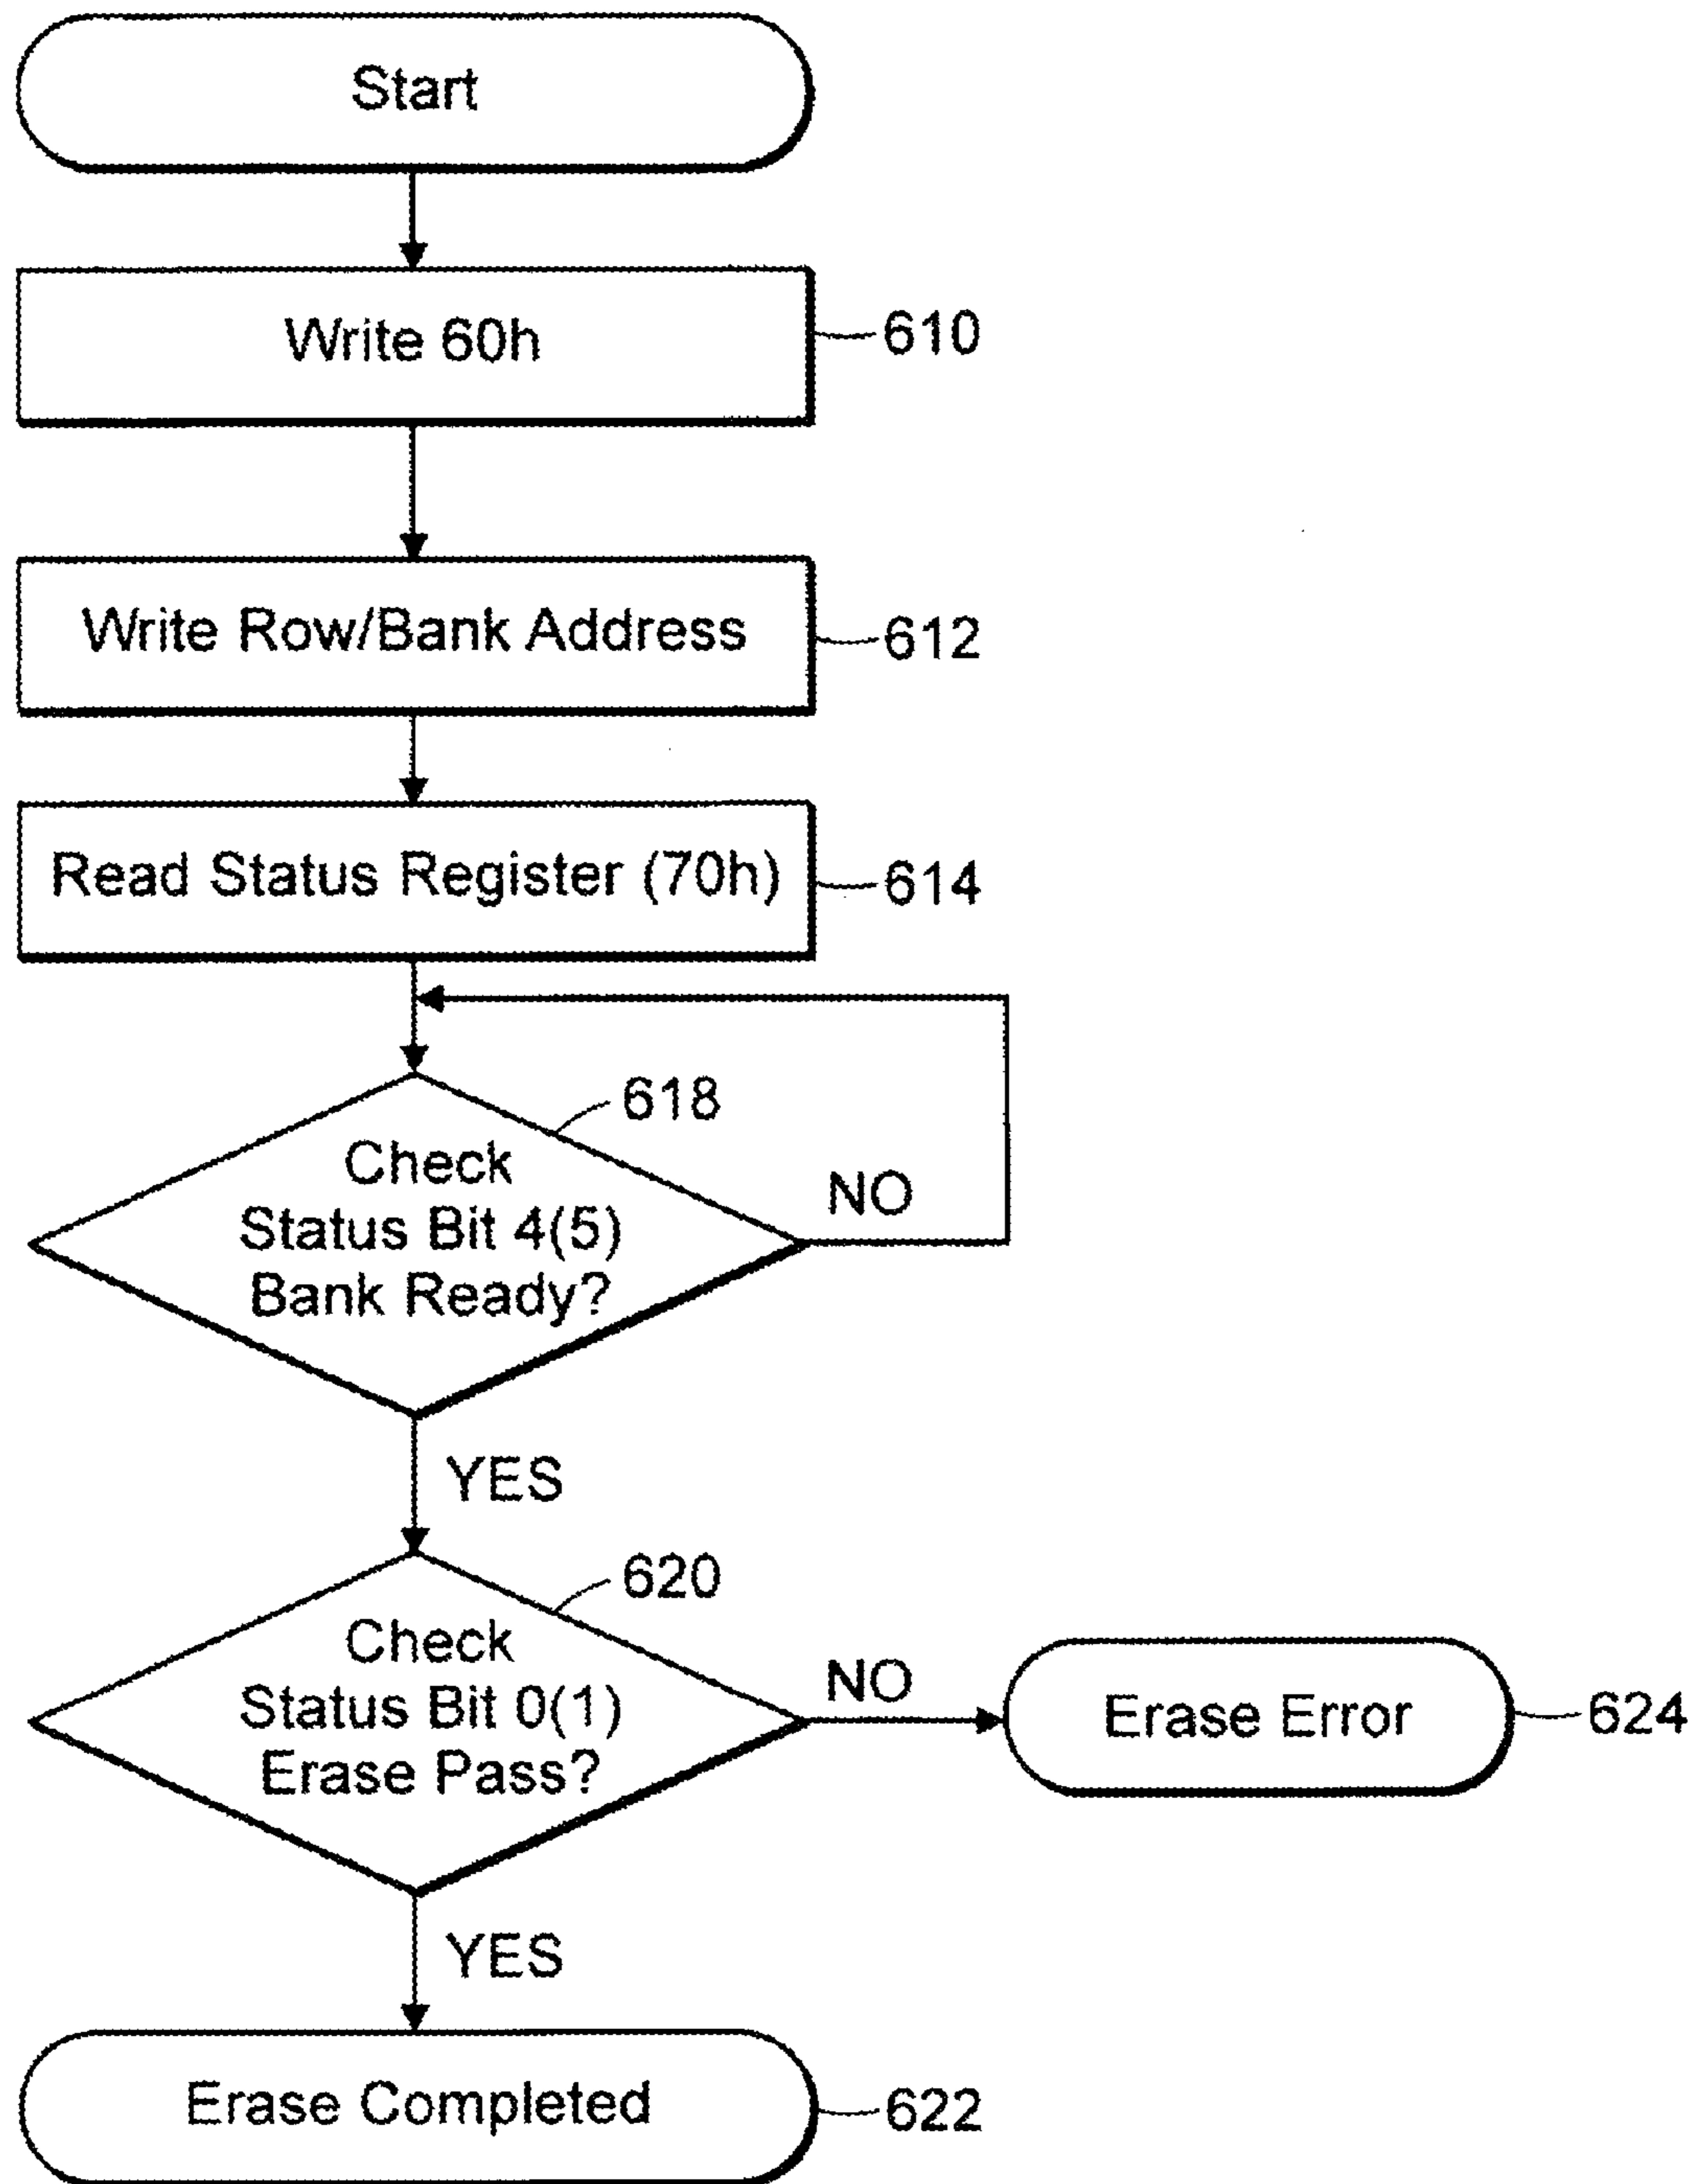 Start
Write 60h
610
Write Row/Bank Address
612
Read Status Register (70h)
614
618
Check
Status Bit 4(5)
Bank Ready?
NO
YES
620
Check
Status Bit 0(1)
Erase Pass?
NO
Erase Error
624
YES
Erase Completed
622